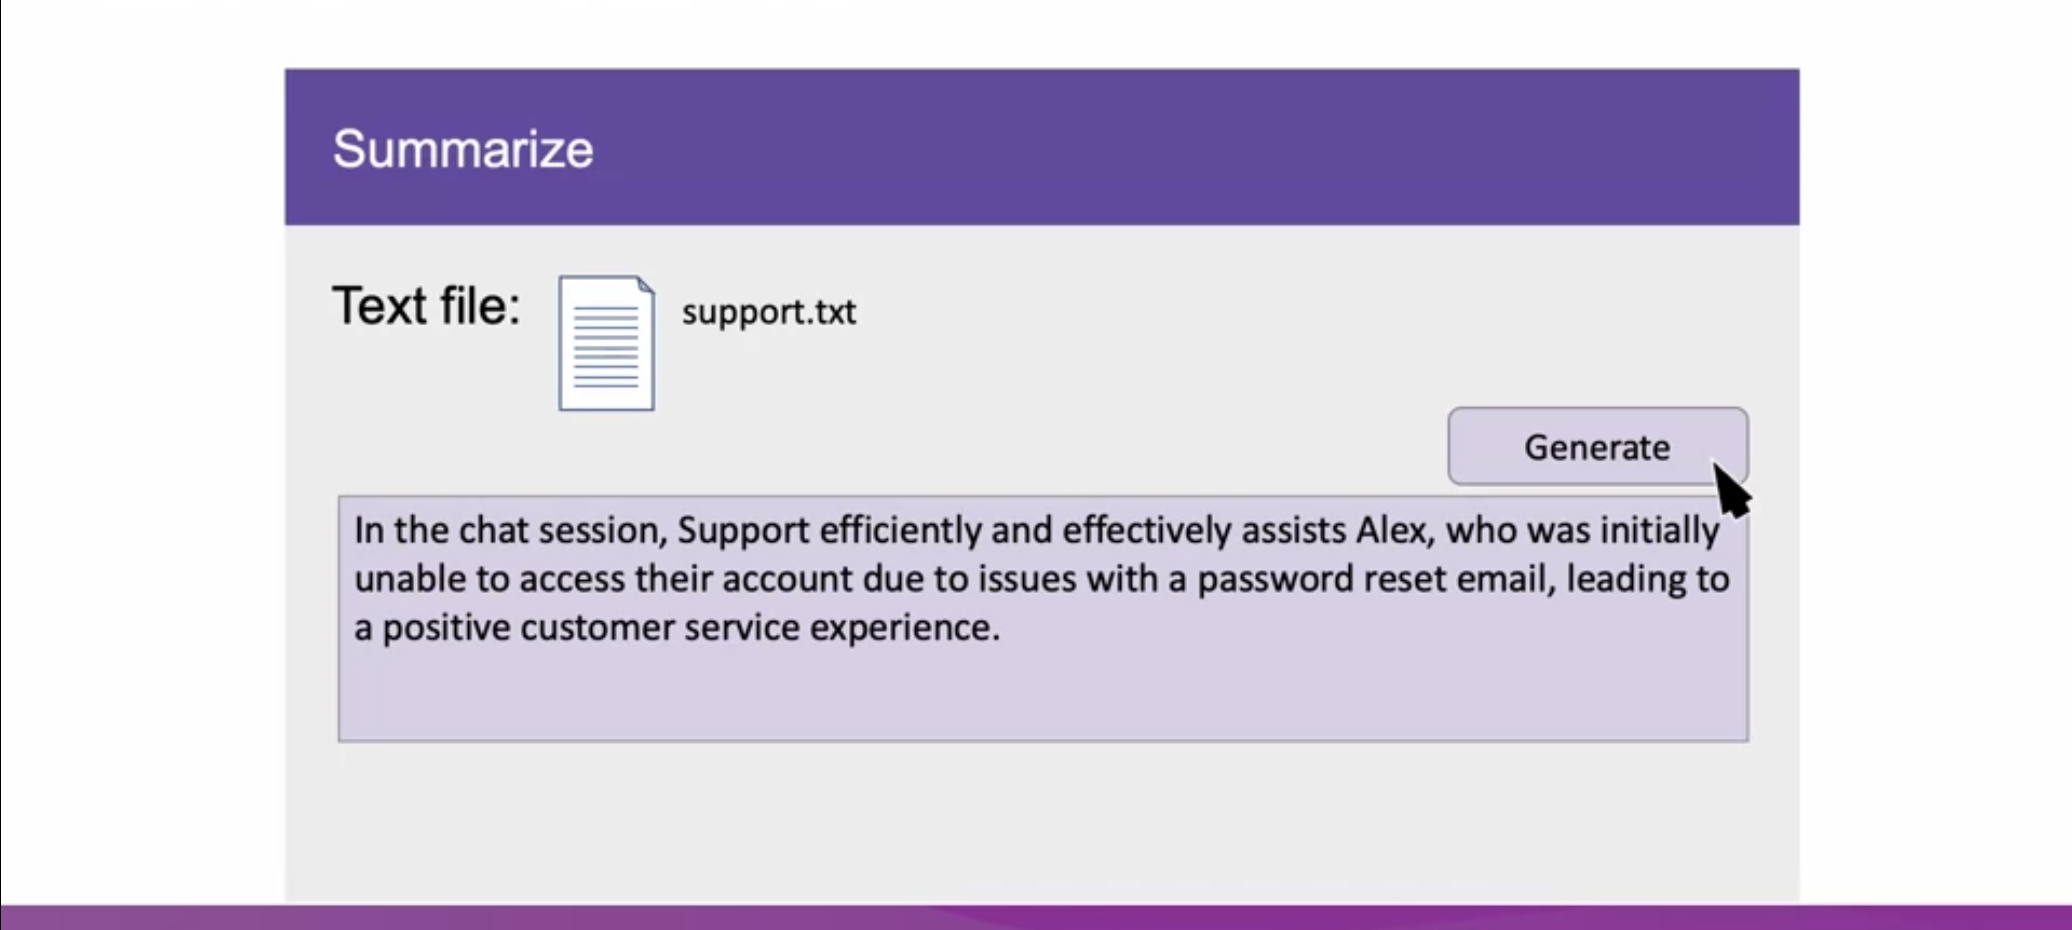 Summarize
Text file:
support.txt
Generate
In the chat session, Support efficiently and effectively assists Alex, who was initially
unable to access their account due to issues with a password reset email, leading to
a positive customer service experience.